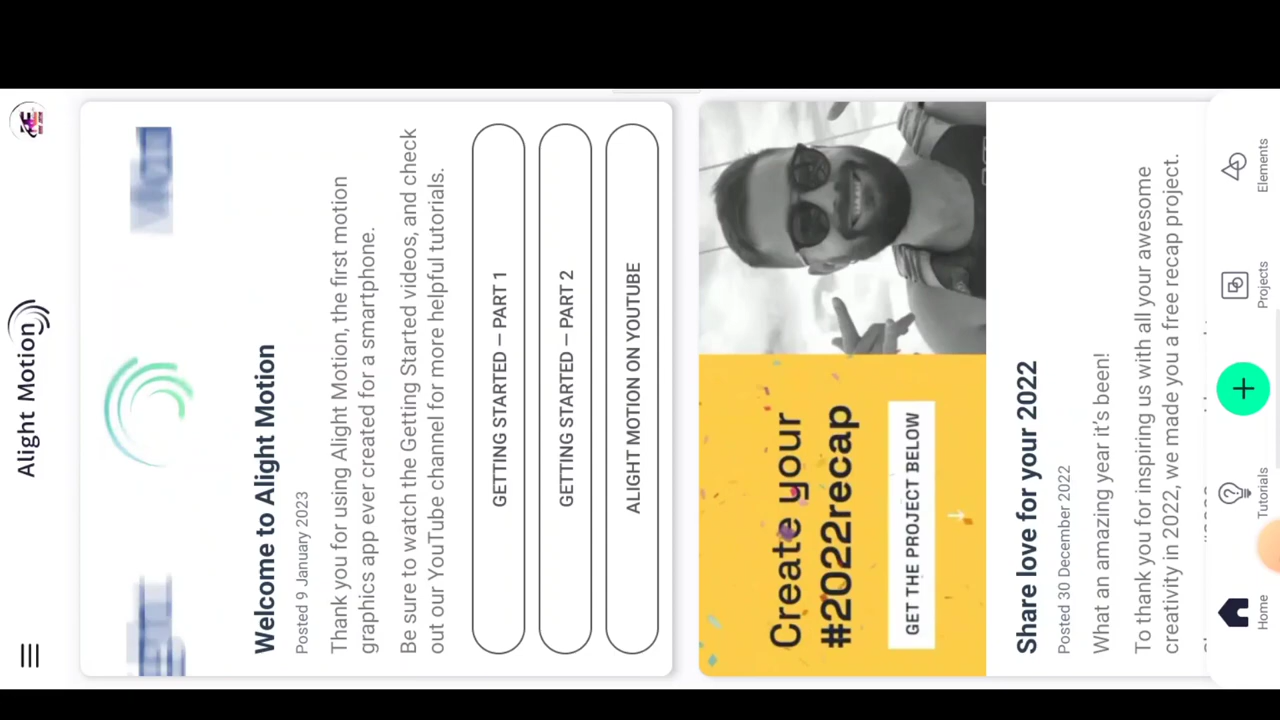 Alight Motion
Welcome to Alight Motion
Posted 9 January 2023
Thank you for using Alight Motion, the first motion
graphics app ever created for a smartphone.
Be sure to watch the Getting Started videos, and check
out our YouTube channel for more helpful tutorials.
GETTING STARTED – PART 1
GETTING STARTED – PART 2
ALIGHT MOTION ON YOUTUBE
Create your
#2022recap
GET THE PROJECT BELOW
Share love for your 2022
Posted 30 December 2022
What an amazing year it's been!
To thank you for inspiring us with all your awesome
creativity in 2022, we made you a free recap project.
Home
Tutorials
Projects
Elements